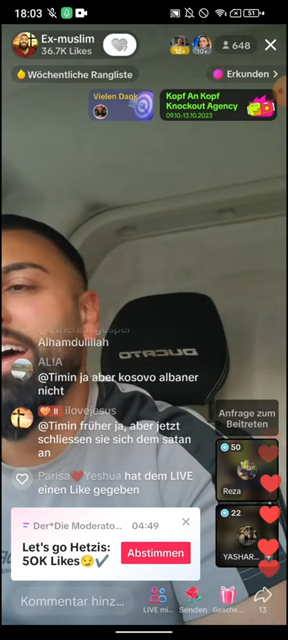 18:03
51
Ex-muslim
36.7K Likes
10+
10+
648
Wöchentliche Rangliste
Erkunden >
Vielen Dank
Kopf An Kopf
Knockout Agency
09.10-13.10.2023
DUCATO
Alhamdulillah
AL!A
@Timin ja aber kosovo albaner
nicht
ilovejesus
@Timin früher ja, aber jetzt
schliessen sie sich dem satan
an
Parisa❤️Yeshua hat dem LIVE
einen Like gegeben
Anfrage zum
Beitreten
50
Reza
22
YASHAR...
Der*Die Moderato... 04:49
Let's go Hetzis:
50K Likes😏✔️
Abstimmen
Kommentar hinz...
LIVE mi...
Senden
Gesche...
13